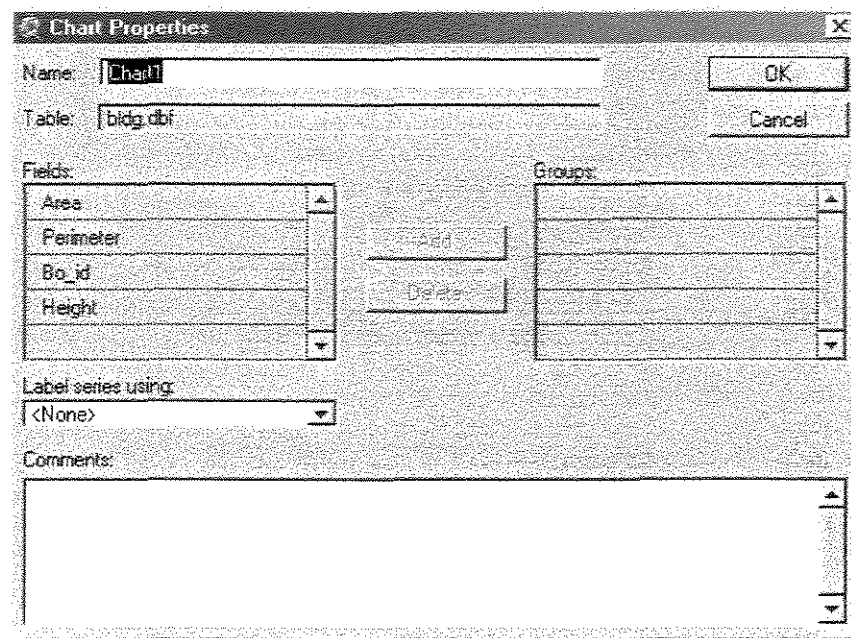 Chart Properties
Name: Chart1
OK
Table: bldg.dbf
Cancel
Fields:
Groups:
Area
Perimeter
Bo_id
Height
Add
Delete
Label series using:
<None>
Comments: